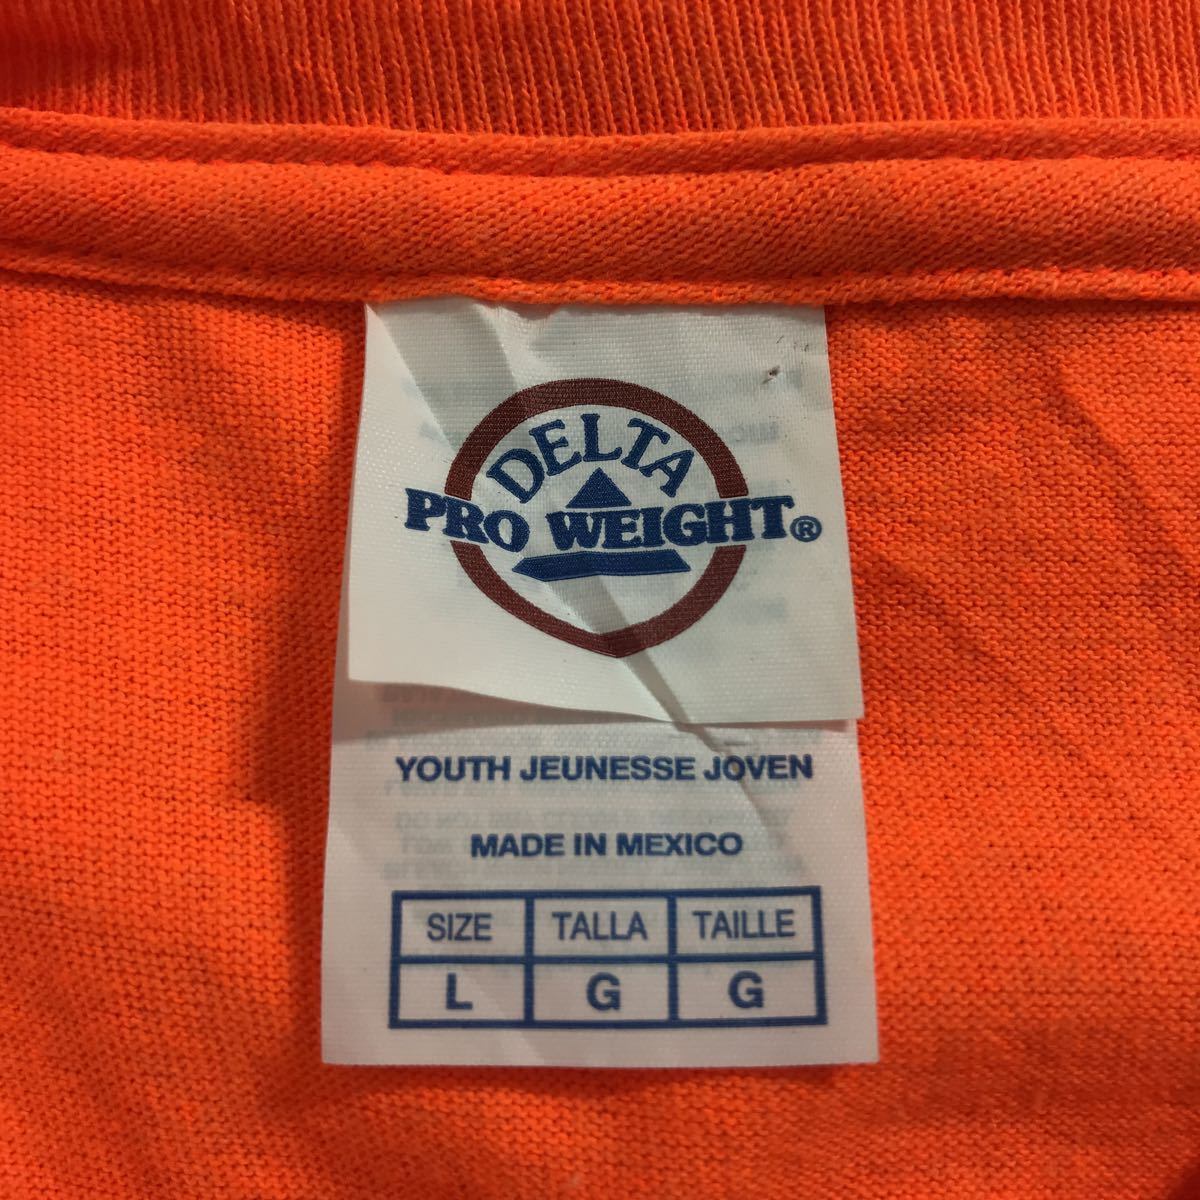 DELTA
PRO WEIGHT®
YOUTH JEUNESSE JOVEN
MADE IN MEXICO
SIZE TALLA TAILLE
L G G